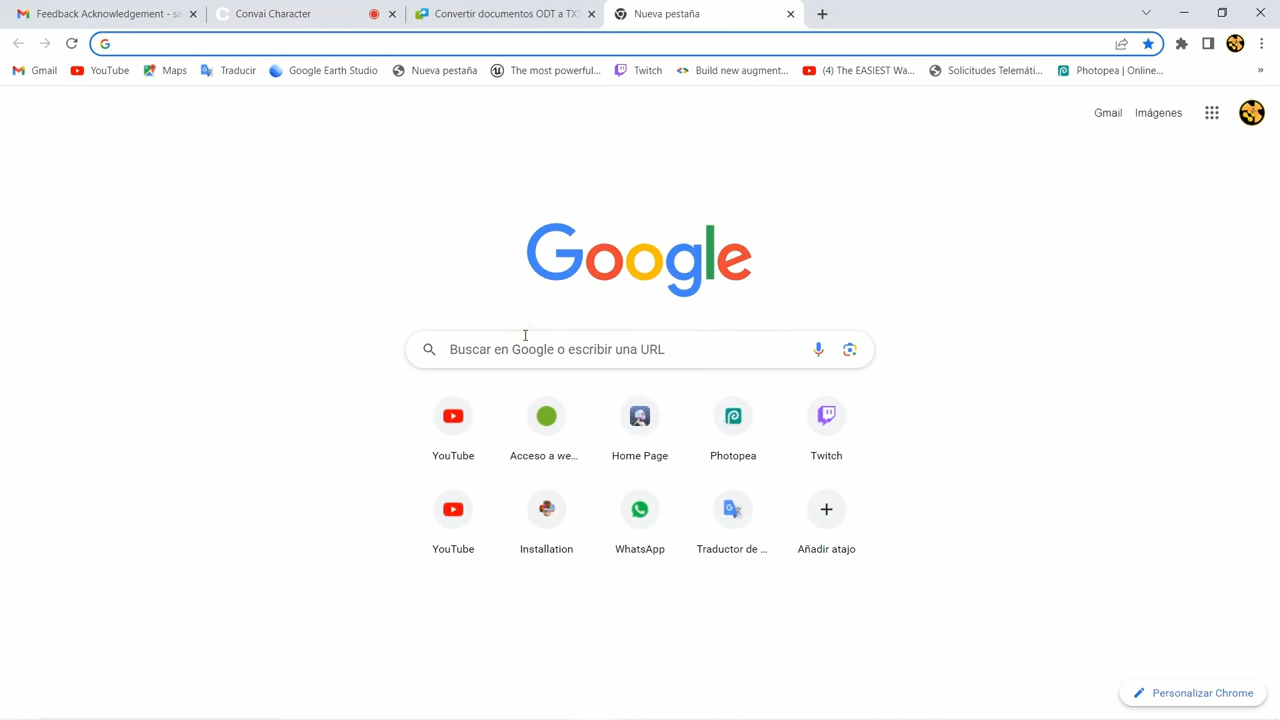 Feedback Acknowledgement - sa
Convai Character
Convertir documentos ODT a TXT
Nueva pestaña
Gmail
YouTube
Maps
Traducir
Google Earth Studio
Nueva pestaña
The most powerful...
Twitch
Build new augment...
(4) The EASIEST Wa...
Solicitudes Telemáti...
Photopea | Online...
»
Gmail
Imágenes
Google
Buscar en Google o escribir una URL
YouTube
Acceso a we...
Home Page
Photopea
Twitch
YouTube
Installation
WhatsApp
Traductor de ...
Añadir atajo
Personalizar Chrome